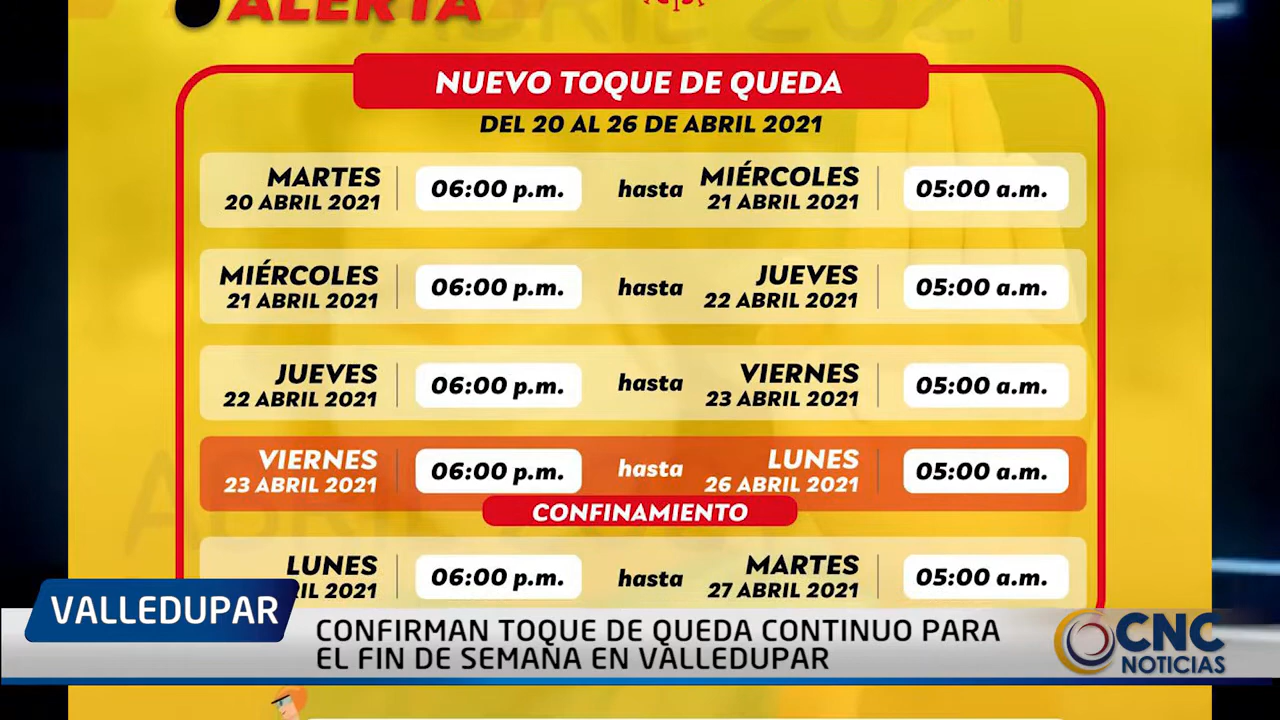 ALERTA
NUEVO TOQUE DE QUEDA
DEL 20 AL 26 DE ABRIL 2021
MARTES
20 ABRIL 2021
06:00 p.m.
hasta
MIÉRCOLES
21 ABRIL 2021
05:00 a.m.
MIÉRCOLES
21 ABRIL 2021
06:00 p.m.
hasta
JUEVES
22 ABRIL 2021
05:00 a.m.
JUEVES
22 ABRIL 2021
06:00 p.m.
hasta
VIERNES
23 ABRIL 2021
05:00 a.m.
VIERNES
23 ABRIL 2021
06:00 p.m.
hasta
LUNES
26 ABRIL 2021
05:00 a.m.
CONFINAMIENTO
LUNES
RIL 2021
06:00 p.m.
hasta
MARTES
27 ABRIL 2021
05:00 a.m.
VALLEDUPAR
CONFIRMAN TOQUE DE QUEDA CONTINUO PARA
EL FIN DE SEMANA EN VALLEDUPAR
CNC
NOTICIAS